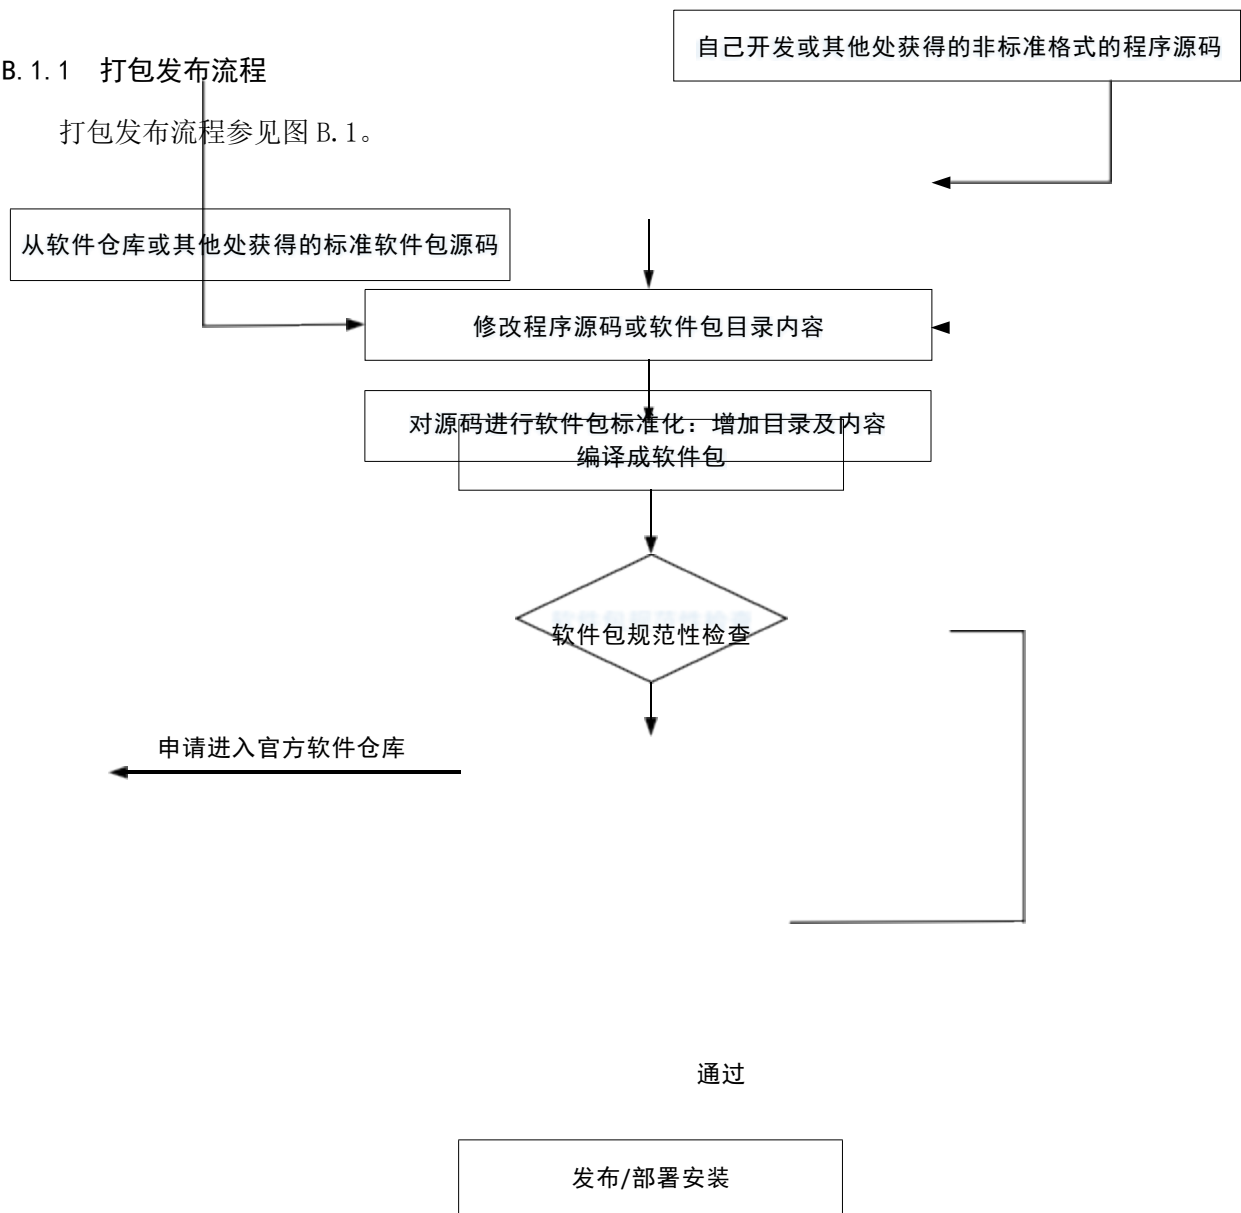 自己开发或其他处获得的非标准格式的程序源码
B.1.1 打包发布流程
打包发布流程参见图 B.1。
从软件仓库或其他处获得的标准软件包源码
修改程序源码或软件包目录内容
对源码进行软件包标准化：增加目录及内容
编译成软件包
软件包规范性检查
申请进入官方软件仓库
通过
发布/部署安装